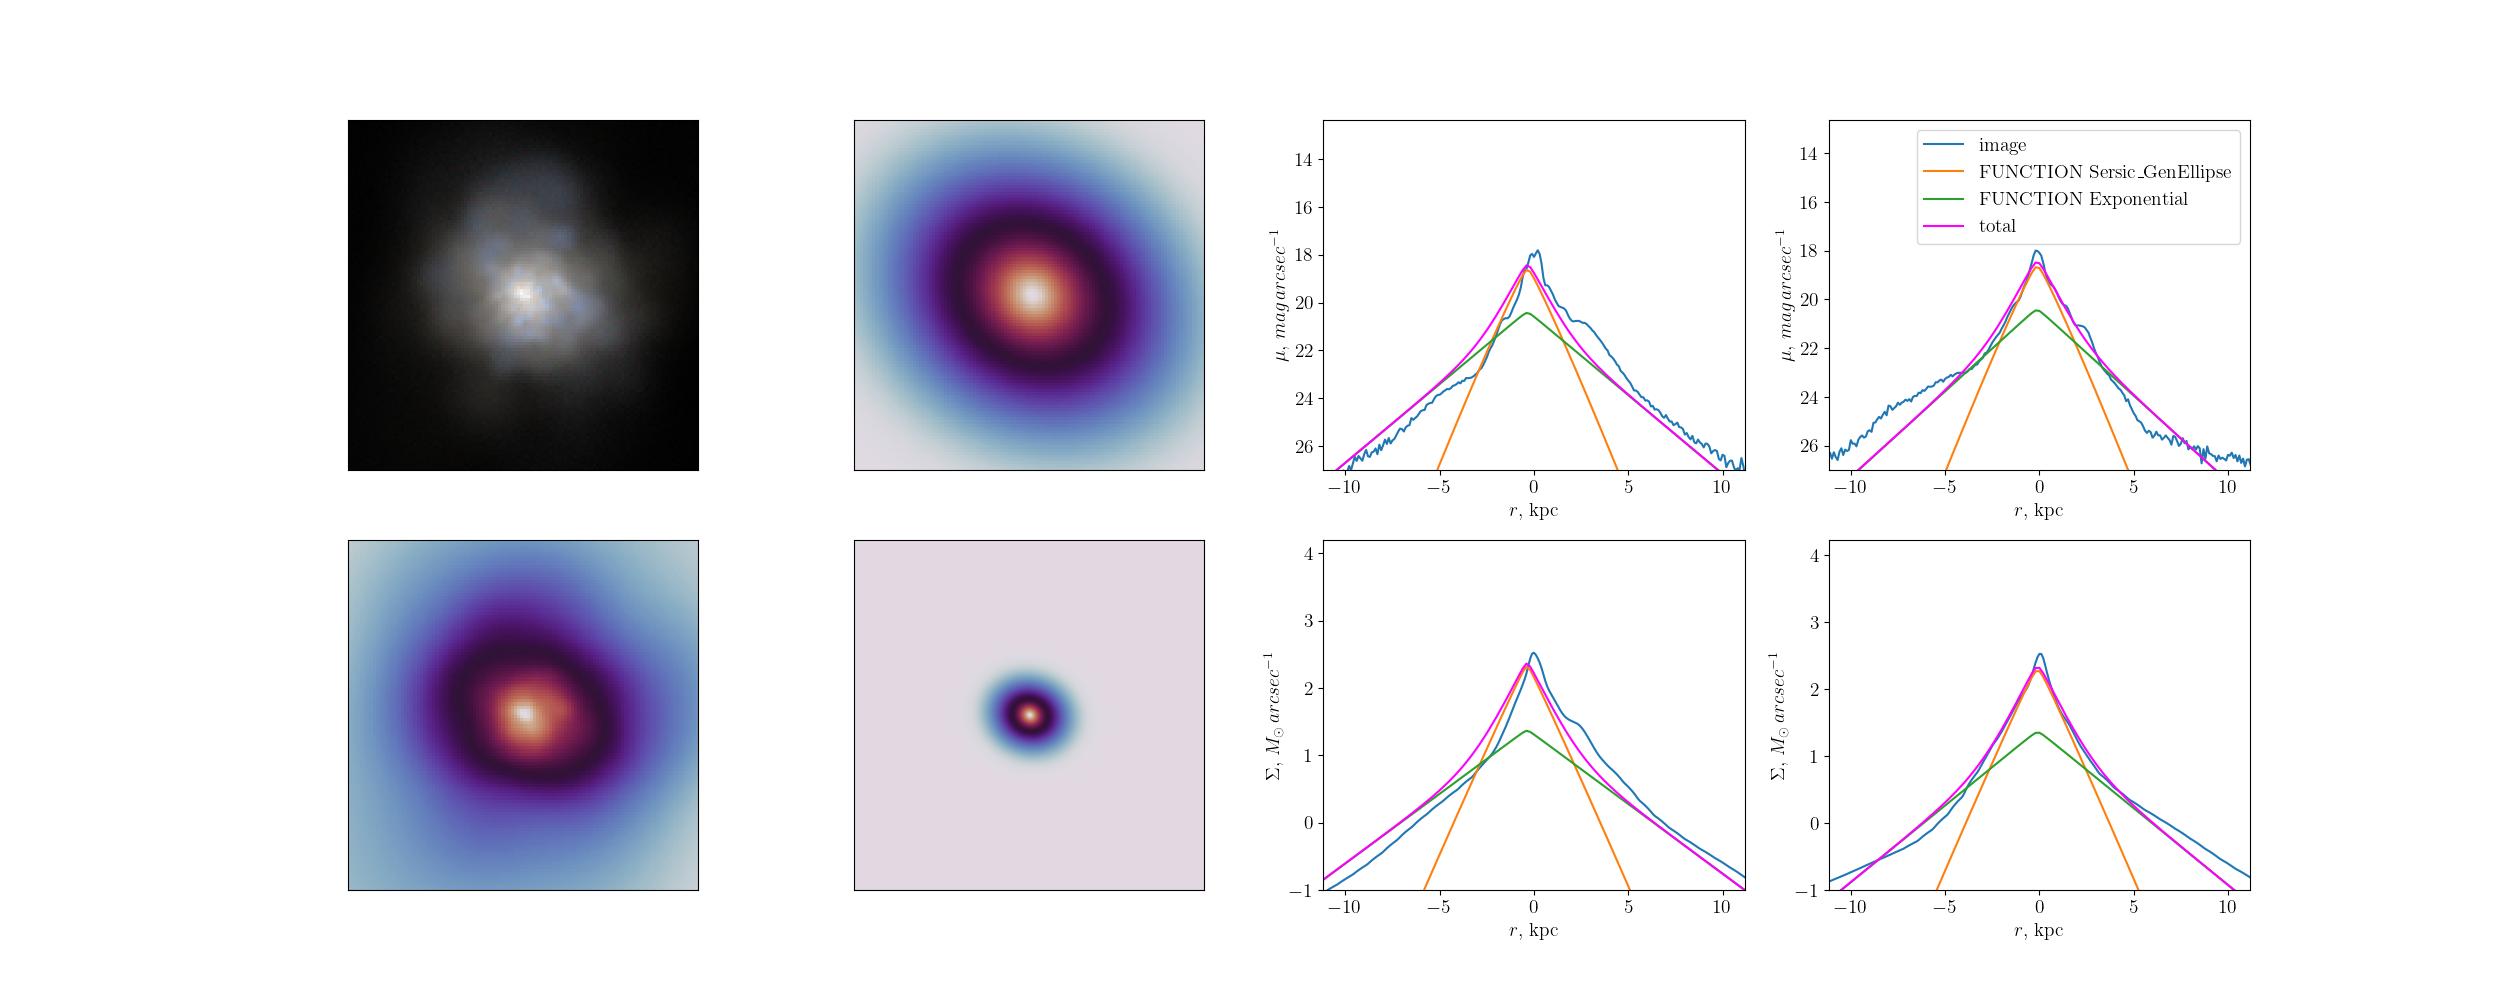 14
16
18
20
22
24
26
μ, mag arcsec⁻¹
−10 −5 0 5 10
r, kpc
14
16
18
20
22
24
26
μ, mag arcsec⁻¹
−10 −5 0 5 10
r, kpc
image
FUNCTION Sersic_GenEllipse
FUNCTION Exponential
total
4
3
2
1
0
−1
Σ, M⊙ arcsec⁻¹
−10 −5 0 5 10
r, kpc
4
3
2
1
0
−1
Σ, M⊙ arcsec⁻¹
−10 −5 0 5 10
r, kpc